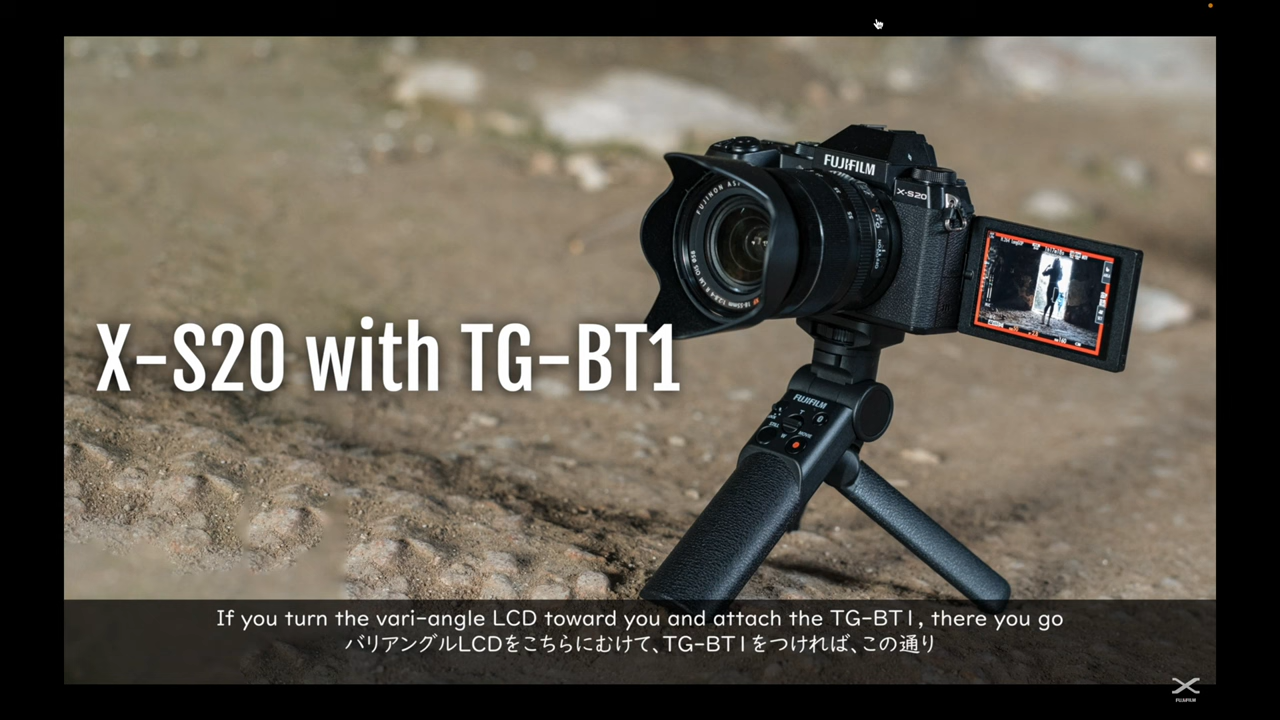 FUJIFILM
X-S20
X-S20 with TG-BT1
FUJIFILM
If you turn the vari-angle LCD toward you and attach the TG-BT1, there you go
バリアングルLCDをこちらにむけて、TG-BT1をつければ、この通り
FUJIFILM